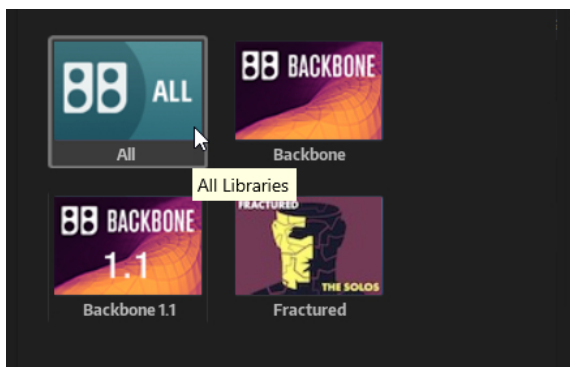 ALL
BACKBONE
All
Backbone
All Libraries
BACKBONE
1.1
FRACTURED
THE SOLOS
Backbone 1.1
Fractured